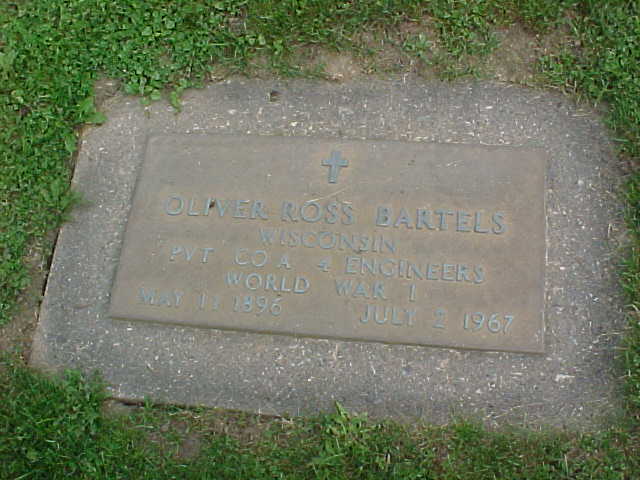 OLIVER ROSS BARTELS
WISCONSIN
PVT CO A 4 ENGINEERS
WORLD WAR I
MAY 11 1896 JULY 2 1967